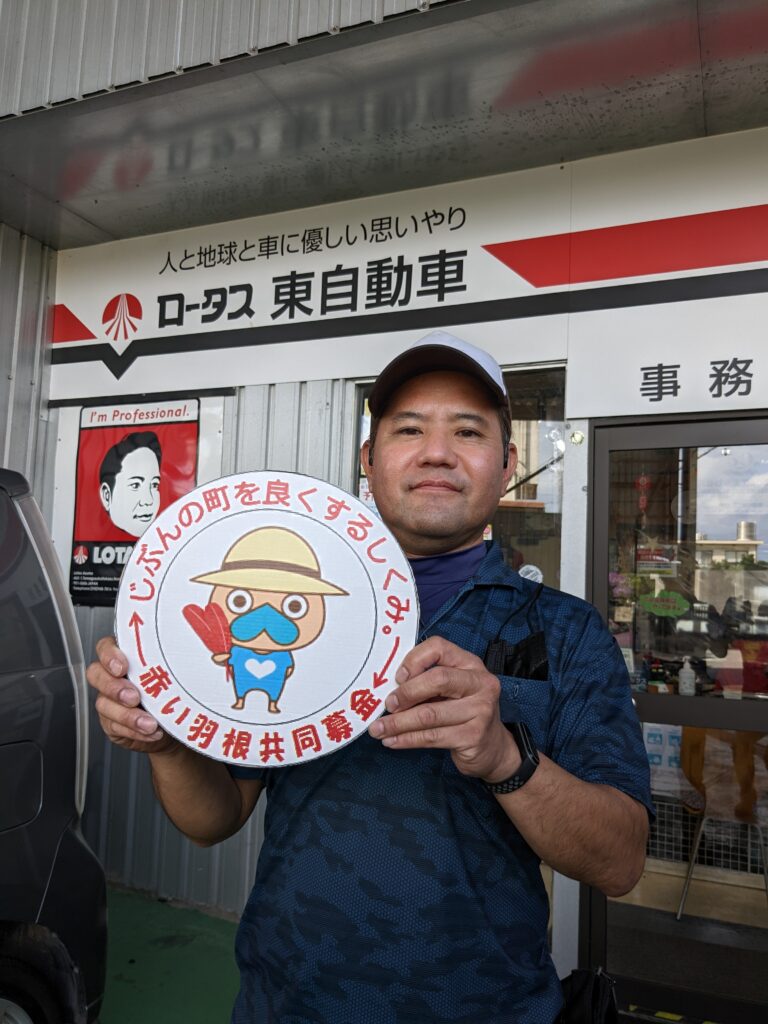 人と地球と車に優しい思いやり
ロータス 東自動車
事務
I'm Professional.
LOTA
じぶんの町を良くするしくみ。
赤い羽根共同募金